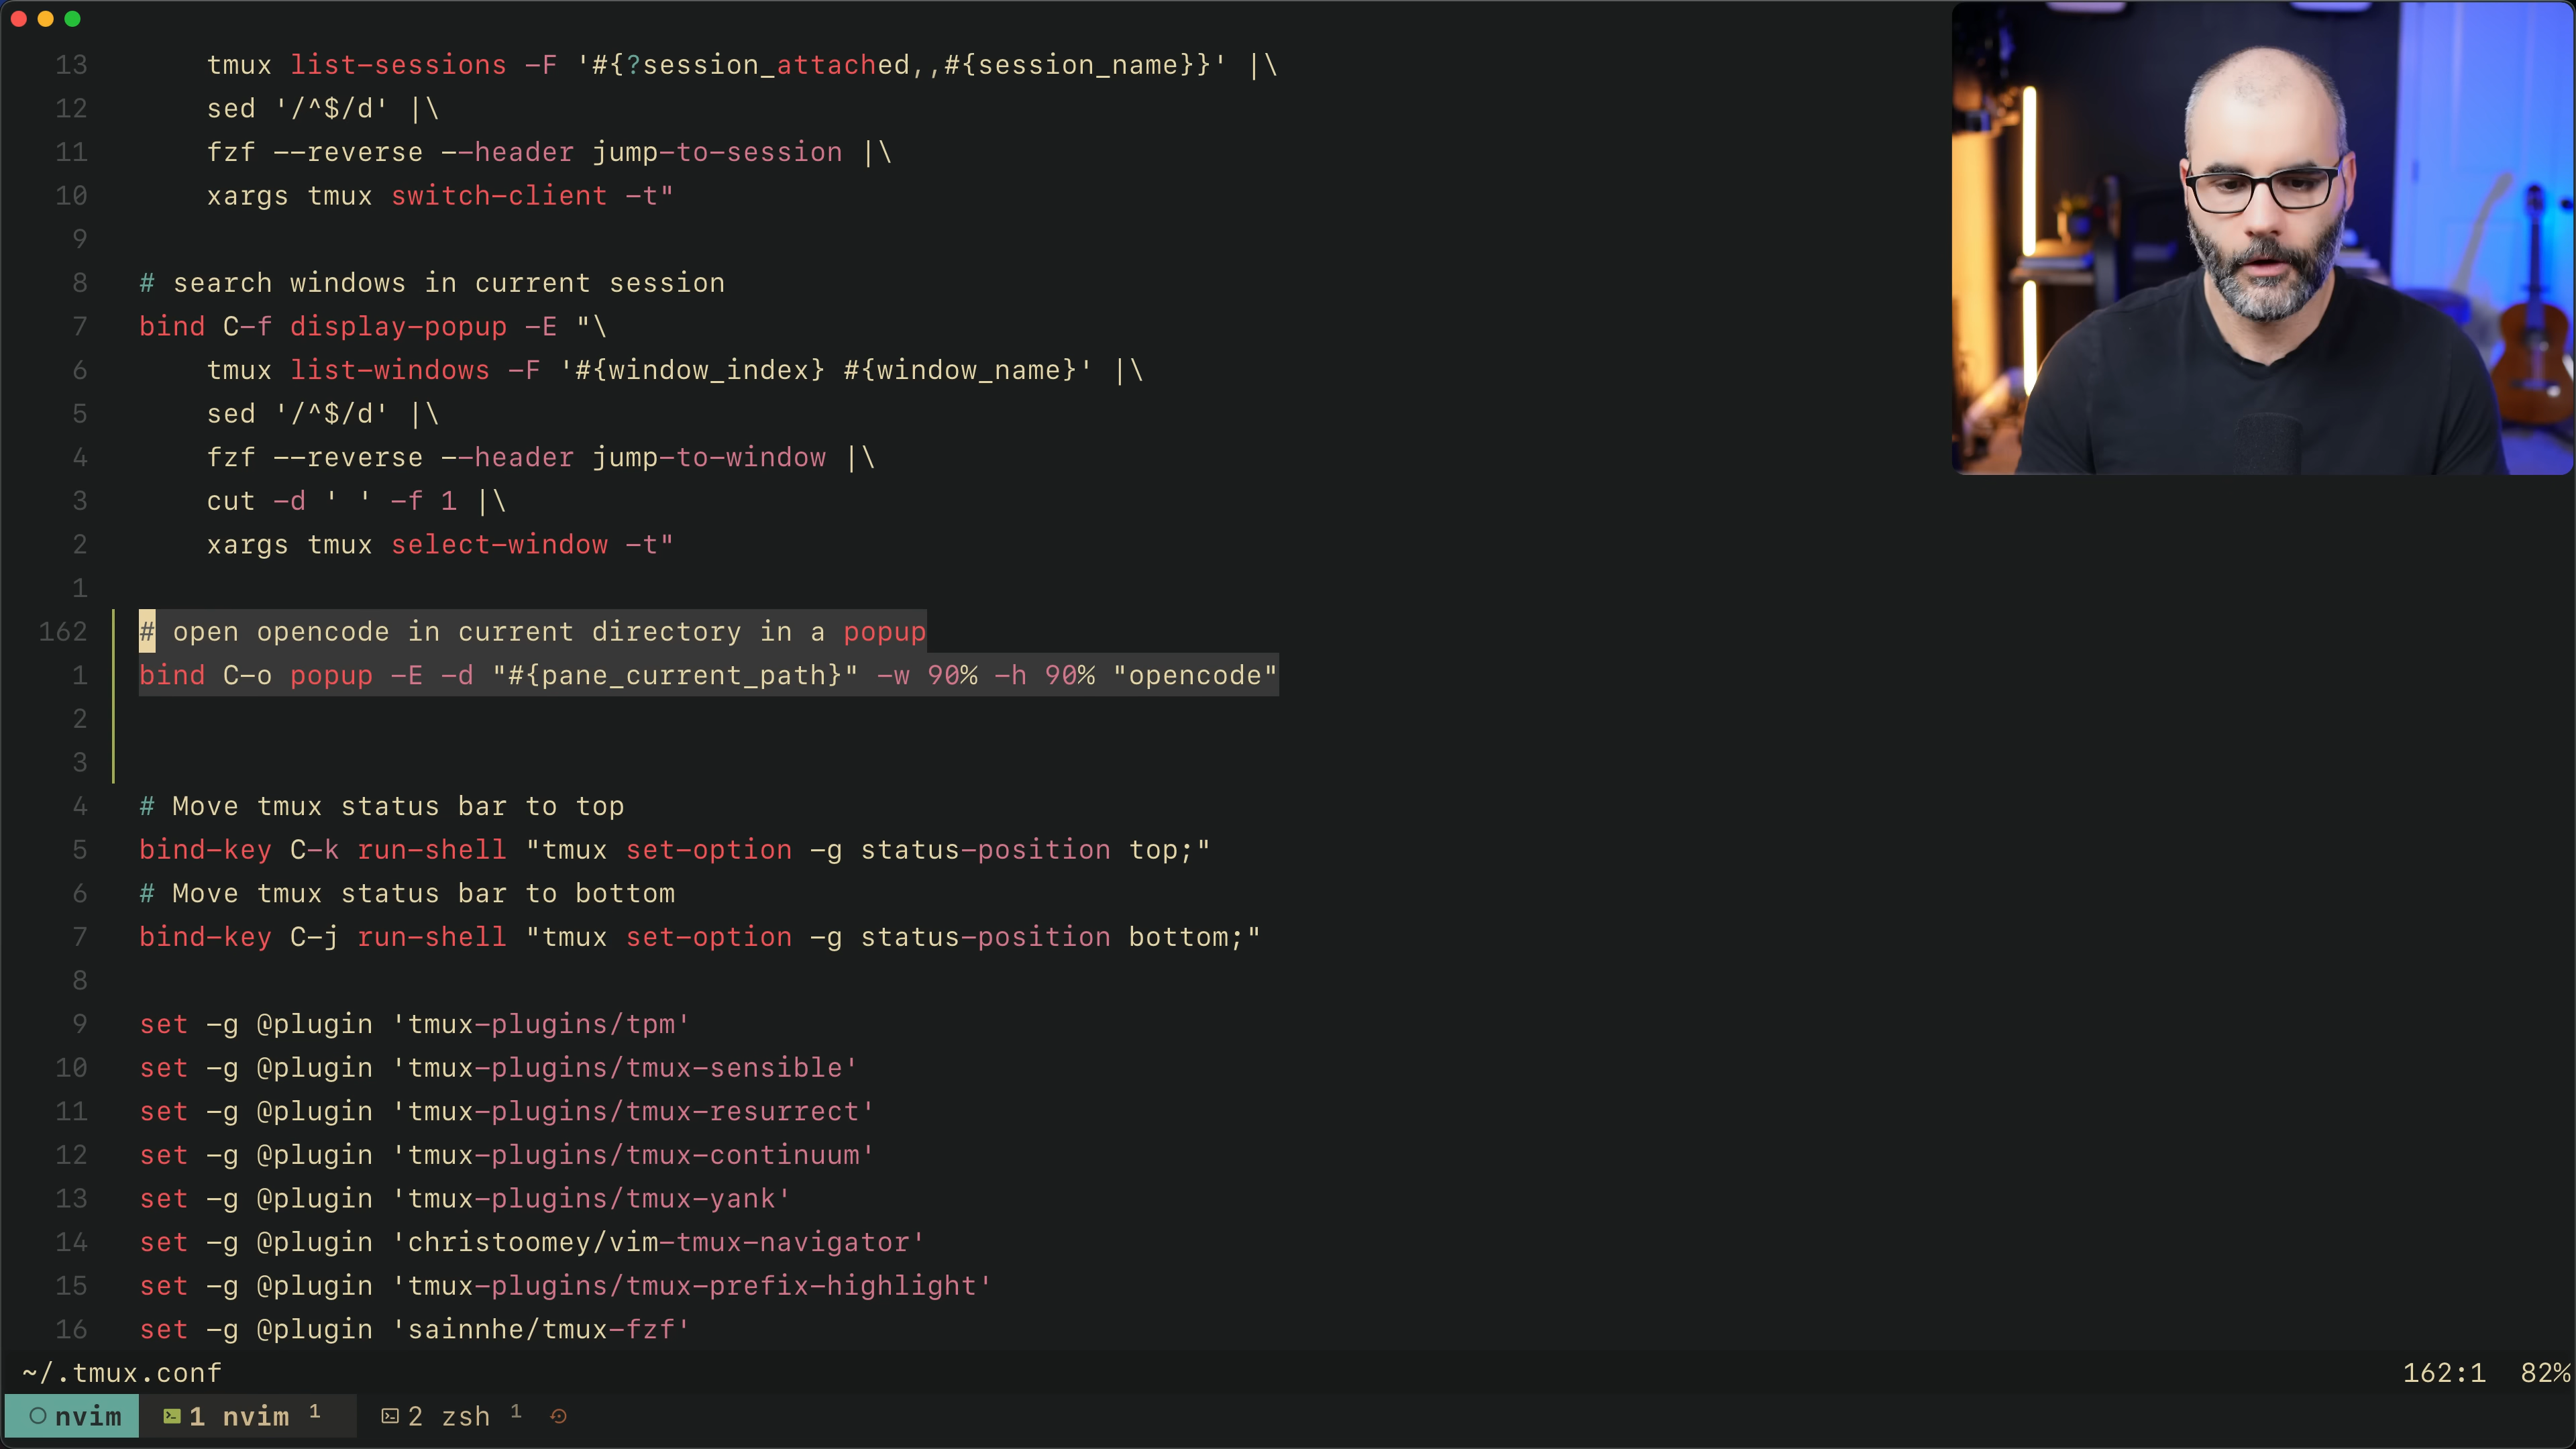 13 tmux list-sessions -F '#{?session_attached,,#{session_name}}' |\
12 sed '/^$/d' |\
11 fzf --reverse --header jump-to-session |\
10 xargs tmux switch-client -t"
9
8 # search windows in current session
7 bind C-f display-popup -E "\
6 tmux list-windows -F '#{window_index} #{window_name}' |\
5 sed '/^$/d' |\
4 fzf --reverse --header jump-to-window |\
3 cut -d ' ' -f 1 |\
2 xargs tmux select-window -t"
1
162 # open opencode in current directory in a popup
1 bind C-o popup -E -d "#{pane_current_path}" -w 90% -h 90% "opencode"
2
3
4 # Move tmux status bar to top
5 bind-key C-k run-shell "tmux set-option -g status-position top;"
6 # Move tmux status bar to bottom
7 bind-key C-j run-shell "tmux set-option -g status-position bottom;"
8
9 set -g @plugin 'tmux-plugins/tpm'
10 set -g @plugin 'tmux-plugins/tmux-sensible'
11 set -g @plugin 'tmux-plugins/tmux-resurrect'
12 set -g @plugin 'tmux-plugins/tmux-continuum'
13 set -g @plugin 'tmux-plugins/tmux-yank'
14 set -g @plugin 'christoomey/vim-tmux-navigator'
15 set -g @plugin 'tmux-plugins/tmux-prefix-highlight'
16 set -g @plugin 'sainnhe/tmux-fzf'
~/.tmux.conf 162:1 82%
nvim 1 nvim 1 2 zsh 1